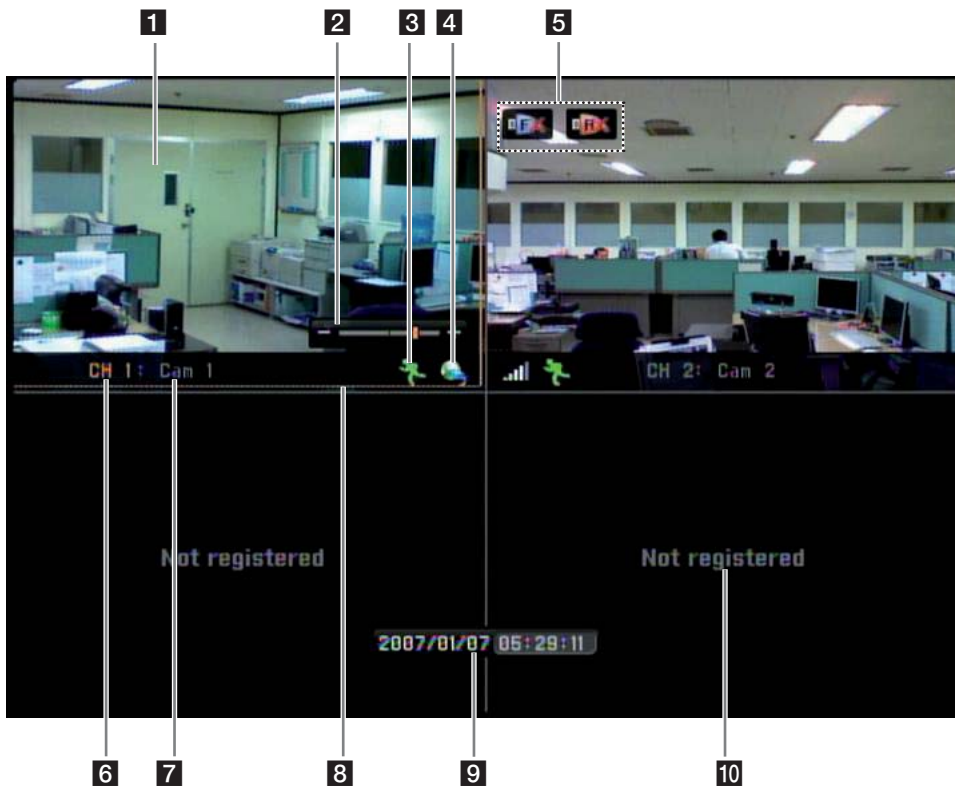 1 2 3 4 5
F R
CH 1: Cam 1
CH 2: Cam 2
Not registered
Not registered
2007/01/07 05:29:11
6 7 8 9 10